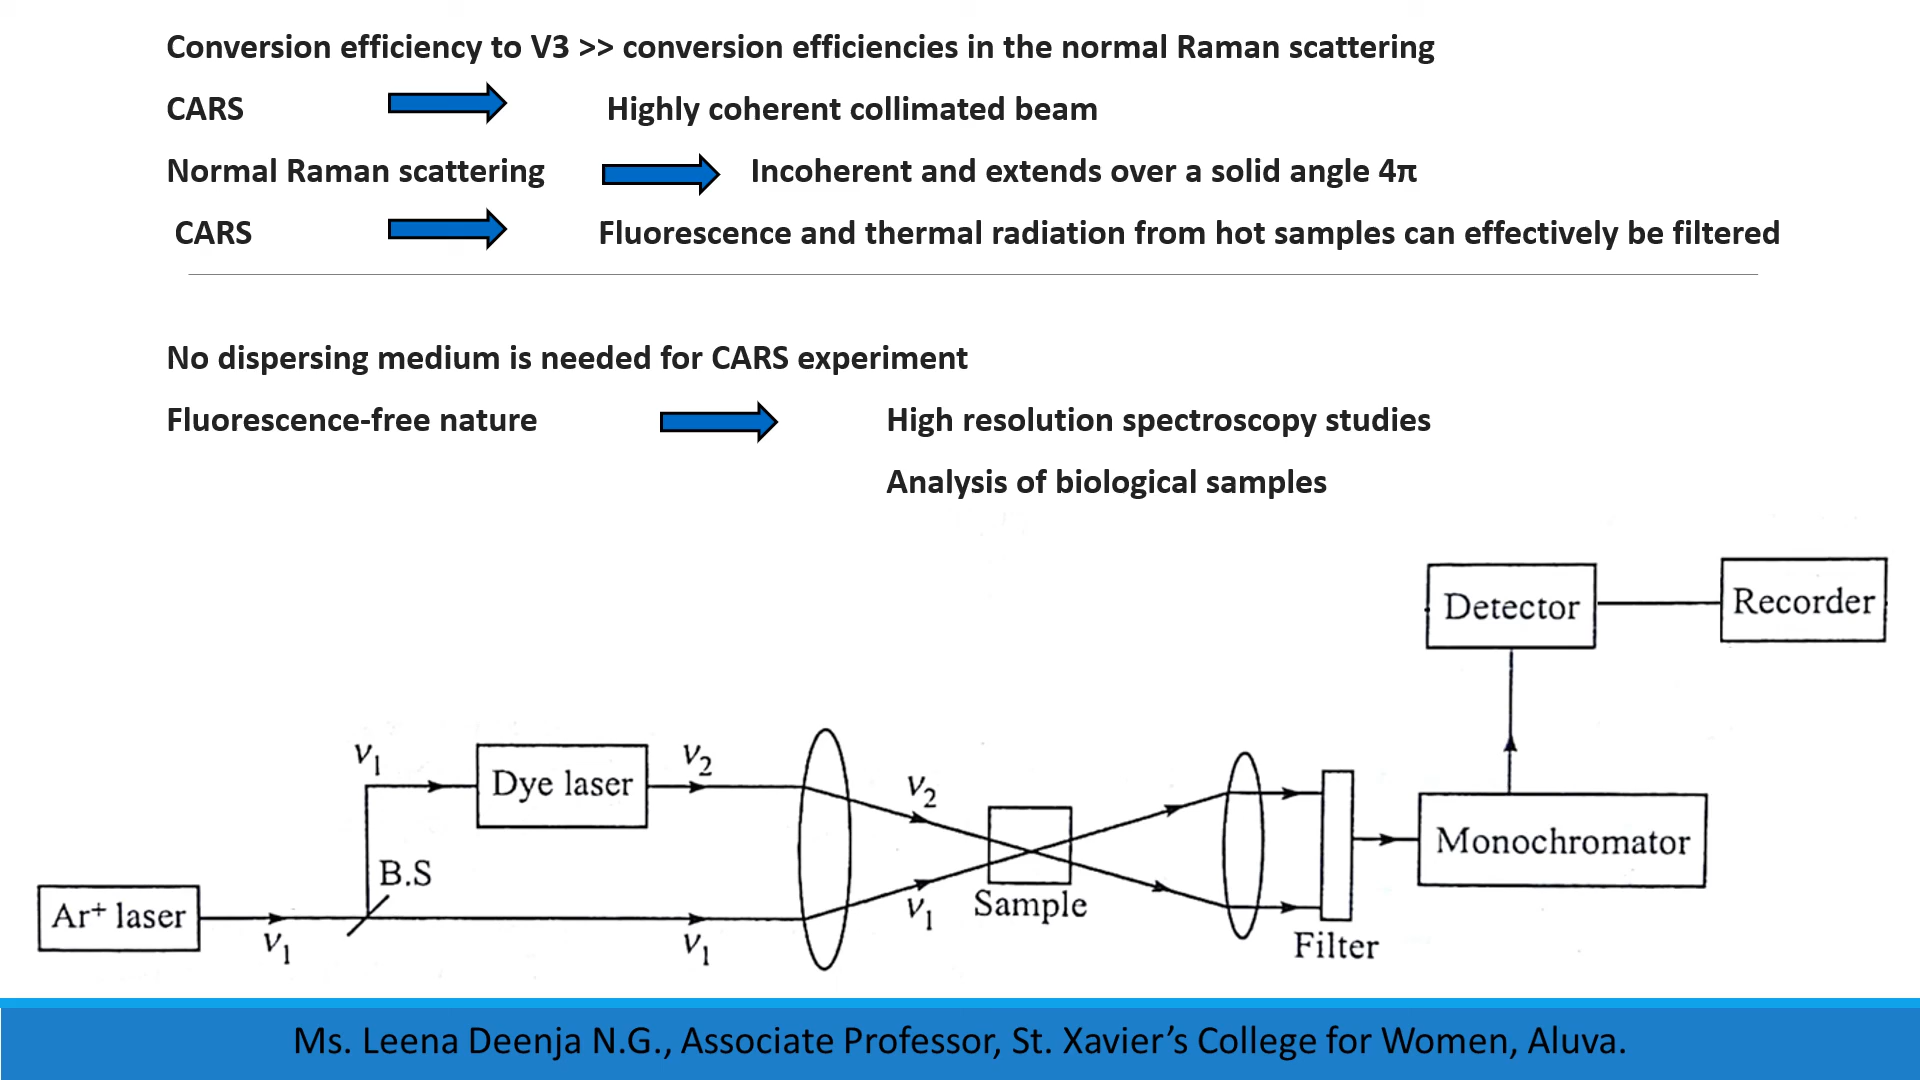 Conversion efficiency to V3 >> conversion efficiencies in the normal Raman scattering
CARS Highly coherent collimated beam
Normal Raman scattering Incoherent and extends over a solid angle 4π
CARS Fluorescence and thermal radiation from hot samples can effectively be filtered
No dispersing medium is needed for CARS experiment
Fluorescence-free nature High resolution spectroscopy studies
Analysis of biological samples
Detector
Recorder
ν₁
Dye laser
ν₂
ν₂
Monochromator
B.S
Ar⁺ laser
ν₁
ν₁
ν₁
Sample
Filter
Ms. Leena Deenja N.G., Associate Professor, St. Xavier’s College for Women, Aluva.